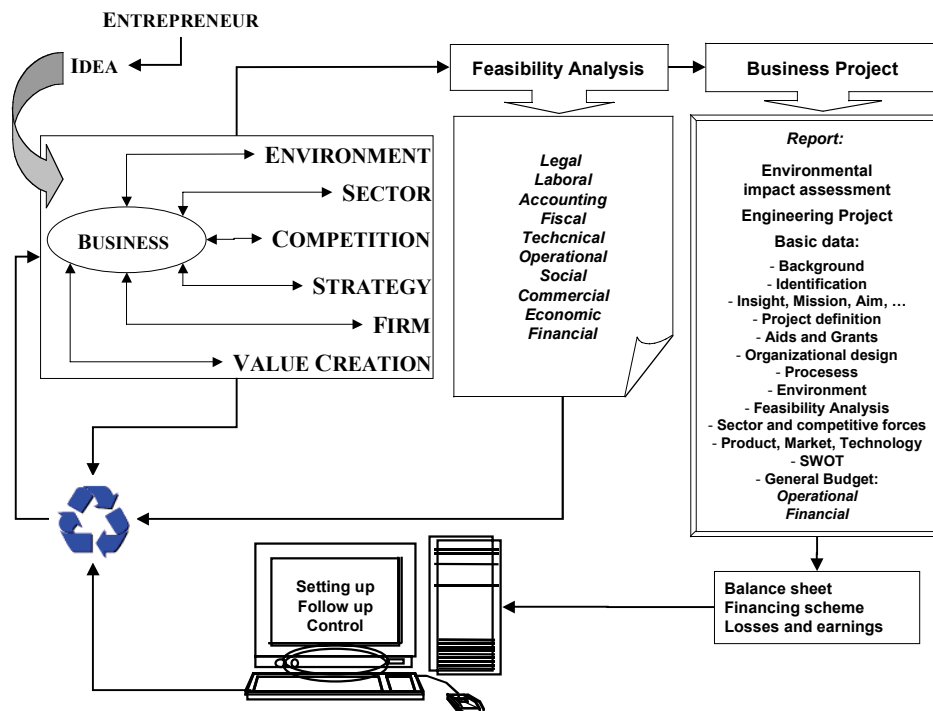 ENTREPRENEUR
IDEA
ENVIRONMENT
SECTOR
BUSINESS
COMPETITION
STRATEGY
FIRM
VALUE CREATION
Feasibility Analysis
Legal
Laboral
Accounting
Fiscal
Techcnical
Operational
Social
Commercial
Economic
Financial
Business Project
Report:
Environmental
impact assessment
Engineering Project
Basic data:
- Background
- Identification
- Insight, Mission, Aim, …
- Project definition
- Aids and Grants
- Organizational design
- Processess
- Environment
- Feasibility Analysis
- Sector and competitive forces
- Product, Market, Technology
- SWOT
- General Budget:
Operational
Financial
Balance sheet
Financing scheme
Losses and earnings
Setting up
Follow up
Control